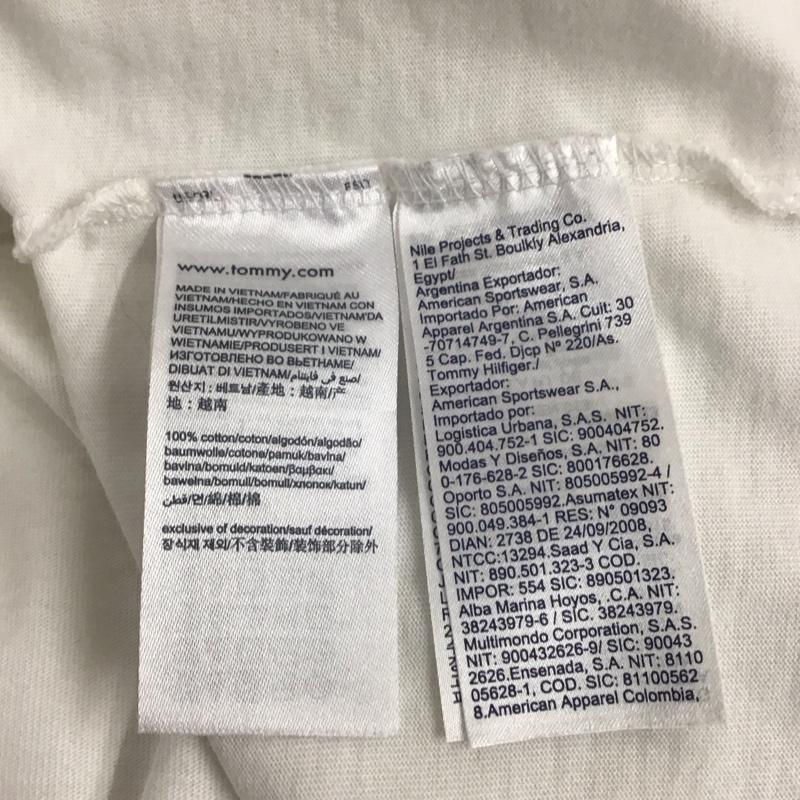 www.tommy.com
MADE IN VIETNAM/FABRIQUÉ AU
VIETNAM/HECHO EN VIETNAM CON
INSUMOS IMPORTADOS/VIETNAM'DA
URETILMISTIR/VYROBENO VE
VIETNAMU/WYPRODUKOWANO W
WIETNAMIE/PRODUSERT I VIETNAM/
ИЗГОТОВЛЕНО ВО ВЬЕТНАМЕ/
DIBUAT DI VIETNAM/اصنع في فايتنام/
원산지 : 베트남/產地 : 越南/产
地 : 越南
100% cotton/coton/algodón/algodão/
baumwolle/cotone/pamuk/bavlna/
bavlna/bomuld/katoen/βαμβακι/
bawełna/bomull/bomull/хлопок/katun/
قطن/면/綿/棉/棉
exclusive of decoration/sauf décoration/
장식재 제외/不含裝飾/装饰部分除外
Nile Projects & Trading Co.
1 El Fath St. Boulkly Alexandria,
Egypt/
Argentina Exportador:
American Sportswear, S.A.
Importado Por: American
Apparel Argentina S.A. Cuit: 30
-70714749-7, C. Pellegrini 739
5 Cap. Fed. Djcp Nº 220/As.
Tommy Hilfiger./
Exportador:
American Sportswear S.A.,
Importado por:
Logistica Urbana, S.A.S. NIT:
900.404.752-1 SIC: 900404752.
Modas Y Diseños, S.A. NIT: 80
0-176-628-2 SIC: 800176628.
Oporto S.A. NIT: 805005992-4 /
SIC: 805005992.Asumatex NIT:
900.049.384-1 RES: Nº 09093
DIAN: 2738 DE 24/09/2008,
NTCC:13294.Saad Y Cia, S.A.
NIT: 890.501.323-3 COD.
IMPOR: 554 SIC: 890501323.
Alba Marina Hoyos, .C.A. NIT:
38243979-6 / SIC. 38243979.
Multimondo Corporation, S.A.S.
NIT: 900432626-9/ SIC: 90043
2626.Ensenada, S.A. NIT: 8110
05628-1, COD. SIC: 81100562
8.American Apparel Colombia,